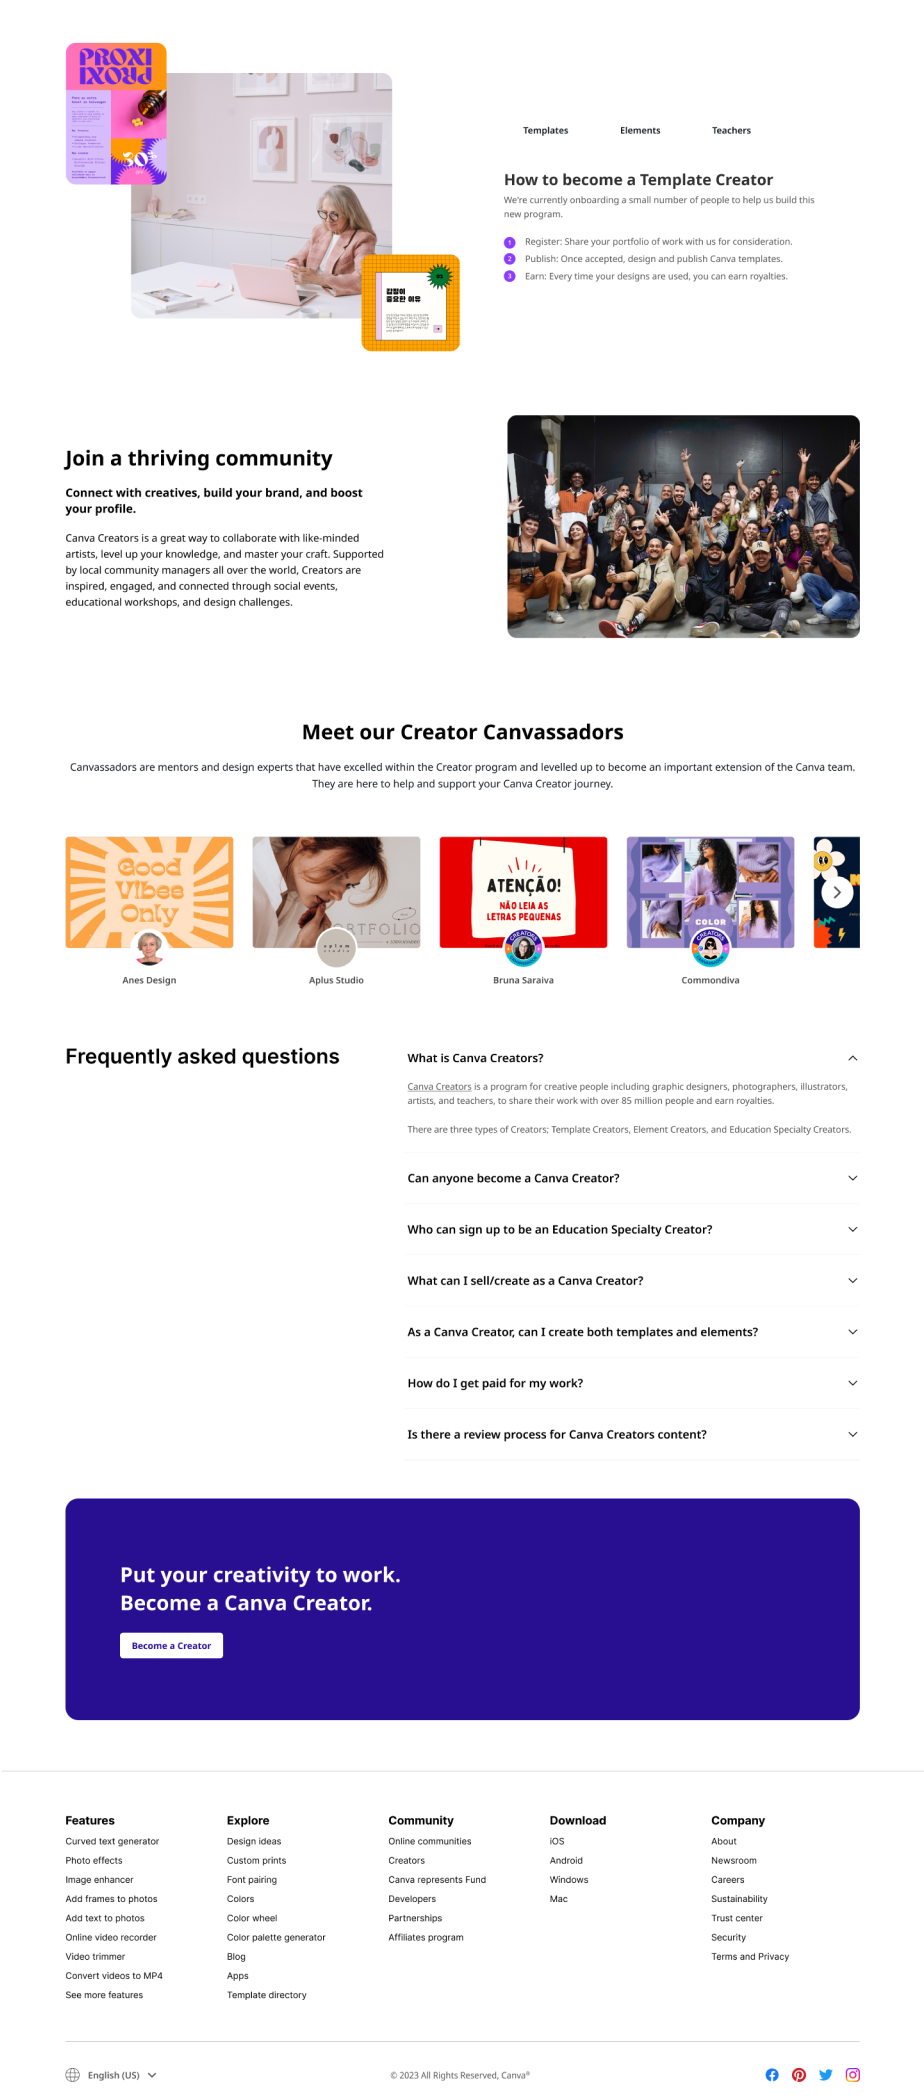 PROXI
Templates
Elements
Teachers
How to become a Template Creator
We're currently onboarding a small number of people to help us build this
new program.
1 Register: Share your portfolio of work with us for consideration.
2 Publish: Once accepted, design and publish Canva templates.
3 Earn: Every time your designs are used, you can earn royalties.
감정이
중요한 이유
Join a thriving community
Connect with creatives, build your brand, and boost
your profile.
Canva Creators is a great way to collaborate with like-minded
artists, level up your knowledge, and master your craft. Supported
by local community managers all over the world, Creators are
inspired, engaged, and connected through social events,
educational workshops, and design challenges.
Meet our Creator Canvassadors
Canvassadors are mentors and design experts that have excelled within the Creator program and levelled up to become an important extension of the Canva team.
They are here to help and support your Canva Creator journey.
Good
Vibes
Only
ATENÇÃO!
NÃO LEIA AS
LETRAS PEQUENAS
COLOR
aplus
studio
CREATORS
CREATORS
Anes Design
Aplus Studio
Bruna Saraiva
Commondiva
Frequently asked questions
What is Canva Creators?
Canva Creators is a program for creative people including graphic designers, photographers, illustrators,
artists, and teachers, to share their work with over 85 million people and earn royalties.
There are three types of Creators; Template Creators, Element Creators, and Education Specialty Creators.
Can anyone become a Canva Creator?
Who can sign up to be an Education Specialty Creator?
What can I sell/create as a Canva Creator?
As a Canva Creator, can I create both templates and elements?
How do I get paid for my work?
Is there a review process for Canva Creators content?
Put your creativity to work.
Become a Canva Creator.
Become a Creator
Features
Curved text generator
Photo effects
Image enhancer
Add frames to photos
Add text to photos
Online video recorder
Video trimmer
Convert videos to MP4
See more features
Explore
Design ideas
Custom prints
Font pairing
Colors
Color wheel
Color palette generator
Blog
Apps
Template directory
Community
Online communities
Creators
Canva represents Fund
Developers
Partnerships
Affiliates program
Download
iOS
Android
Windows
Mac
Company
About
Newsroom
Careers
Sustainability
Trust center
Security
Terms and Privacy
English (US)
© 2023 All Rights Reserved, Canva®